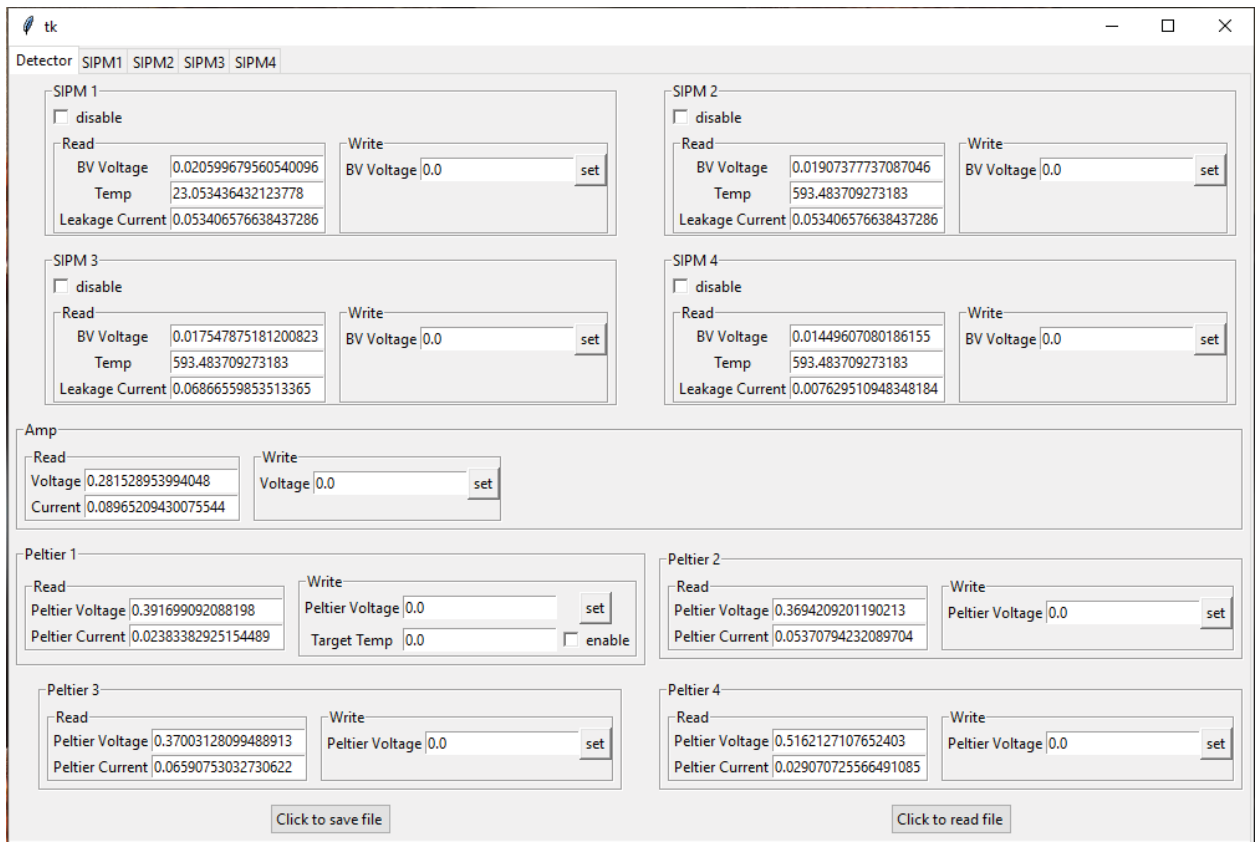 tk
Detector SIPM1 SIPM2 SIPM3 SIPM4
SIPM 1
disable
Read
BV Voltage 0.020599679560540096
Temp 23.053436432123778
Leakage Current 0.053406576638437286
Write
BV Voltage 0.0 set
SIPM 2
disable
Read
BV Voltage 0.01907377737087046
Temp 593.483709273183
Leakage Current 0.053406576638437286
Write
BV Voltage 0.0 set
SIPM 3
disable
Read
BV Voltage 0.017547875181200823
Temp 593.483709273183
Leakage Current 0.06866559853513365
Write
BV Voltage 0.0 set
SIPM 4
disable
Read
BV Voltage 0.01449607080186155
Temp 593.483709273183
Leakage Current 0.007629510948348184
Write
BV Voltage 0.0 set
Amp
Read
Voltage 0.281528953994048
Current 0.08965209430075544
Write
Voltage 0.0 set
Peltier 1
Read
Peltier Voltage 0.391699092088198
Peltier Current 0.02383382925154489
Write
Peltier Voltage 0.0 set
Target Temp 0.0 enable
Peltier 2
Read
Peltier Voltage 0.3694209201190213
Peltier Current 0.05370794232089704
Write
Peltier Voltage 0.0 set
Peltier 3
Read
Peltier Voltage 0.37003128099488913
Peltier Current 0.06590753032730622
Write
Peltier Voltage 0.0 set
Peltier 4
Read
Peltier Voltage 0.5162127107652403
Peltier Current 0.029070725566491085
Write
Peltier Voltage 0.0 set
Click to save file
Click to read file